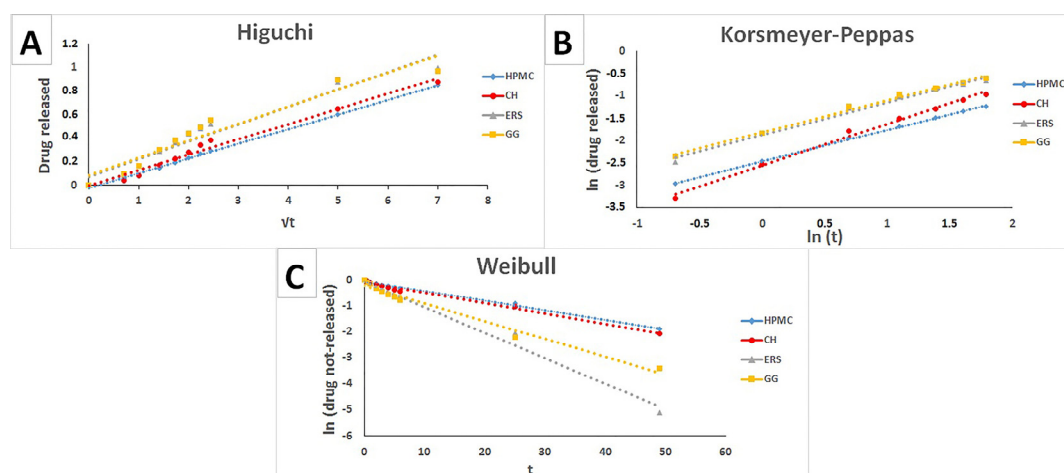 A
Higuchi
Drug released
1.2
1
0.8
0.6
0.4
0.2
0
0 1 2 3 4 5 6 7 8
√t
HPMC
CH
ERS
GG
B
Korsmeyer-Peppas
ln (drug released)
0
-0.5
-1
-1.5
-2
-2.5
-3
-3.5
-1 -0.5 0 0.5 1 1.5 2
ln (t)
HPMC
CH
ERS
GG
C
Weibull
ln (drug not-released)
0
-1
-2
-3
-4
-5
-6
0 10 20 30 40 50 60
t
HPMC
CH
ERS
GG